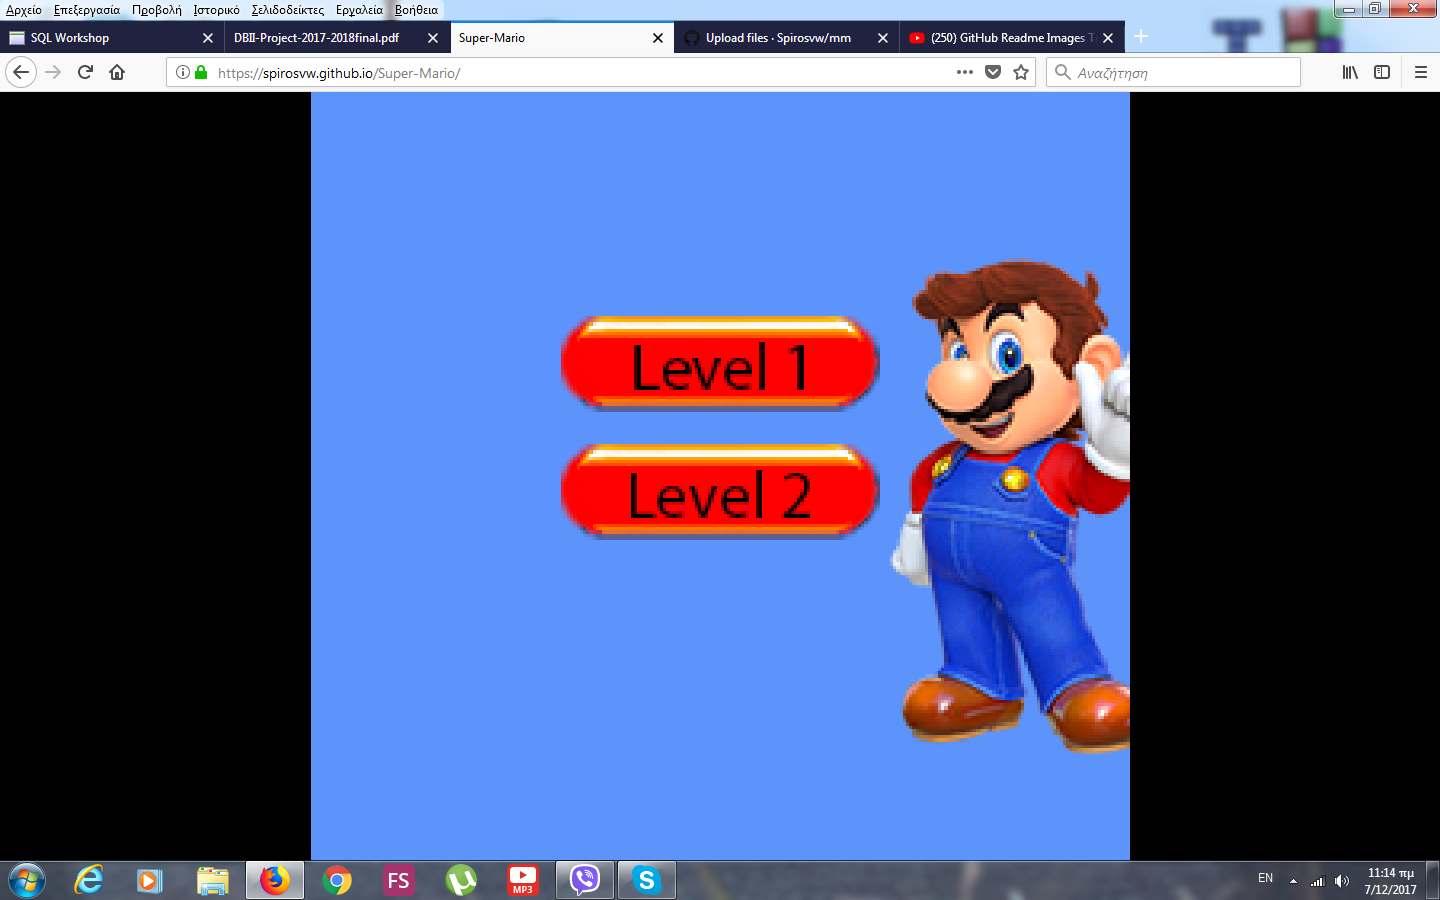 Αρχείο Επεξεργασία Προβολή Ιστορικό Σελιδοδείκτες Εργαλεία Βοήθεια
SQL Workshop DBII-Project-2017-2018final.pdf Super-Mario Upload files · Spirosvw/mm (250) GitHub Readme Images T
https://spirosvw.github.io/Super-Mario/ Αναζήτηση
Level 1
Level 2
FS MP3 EN 11:14 πμ
7/12/2017